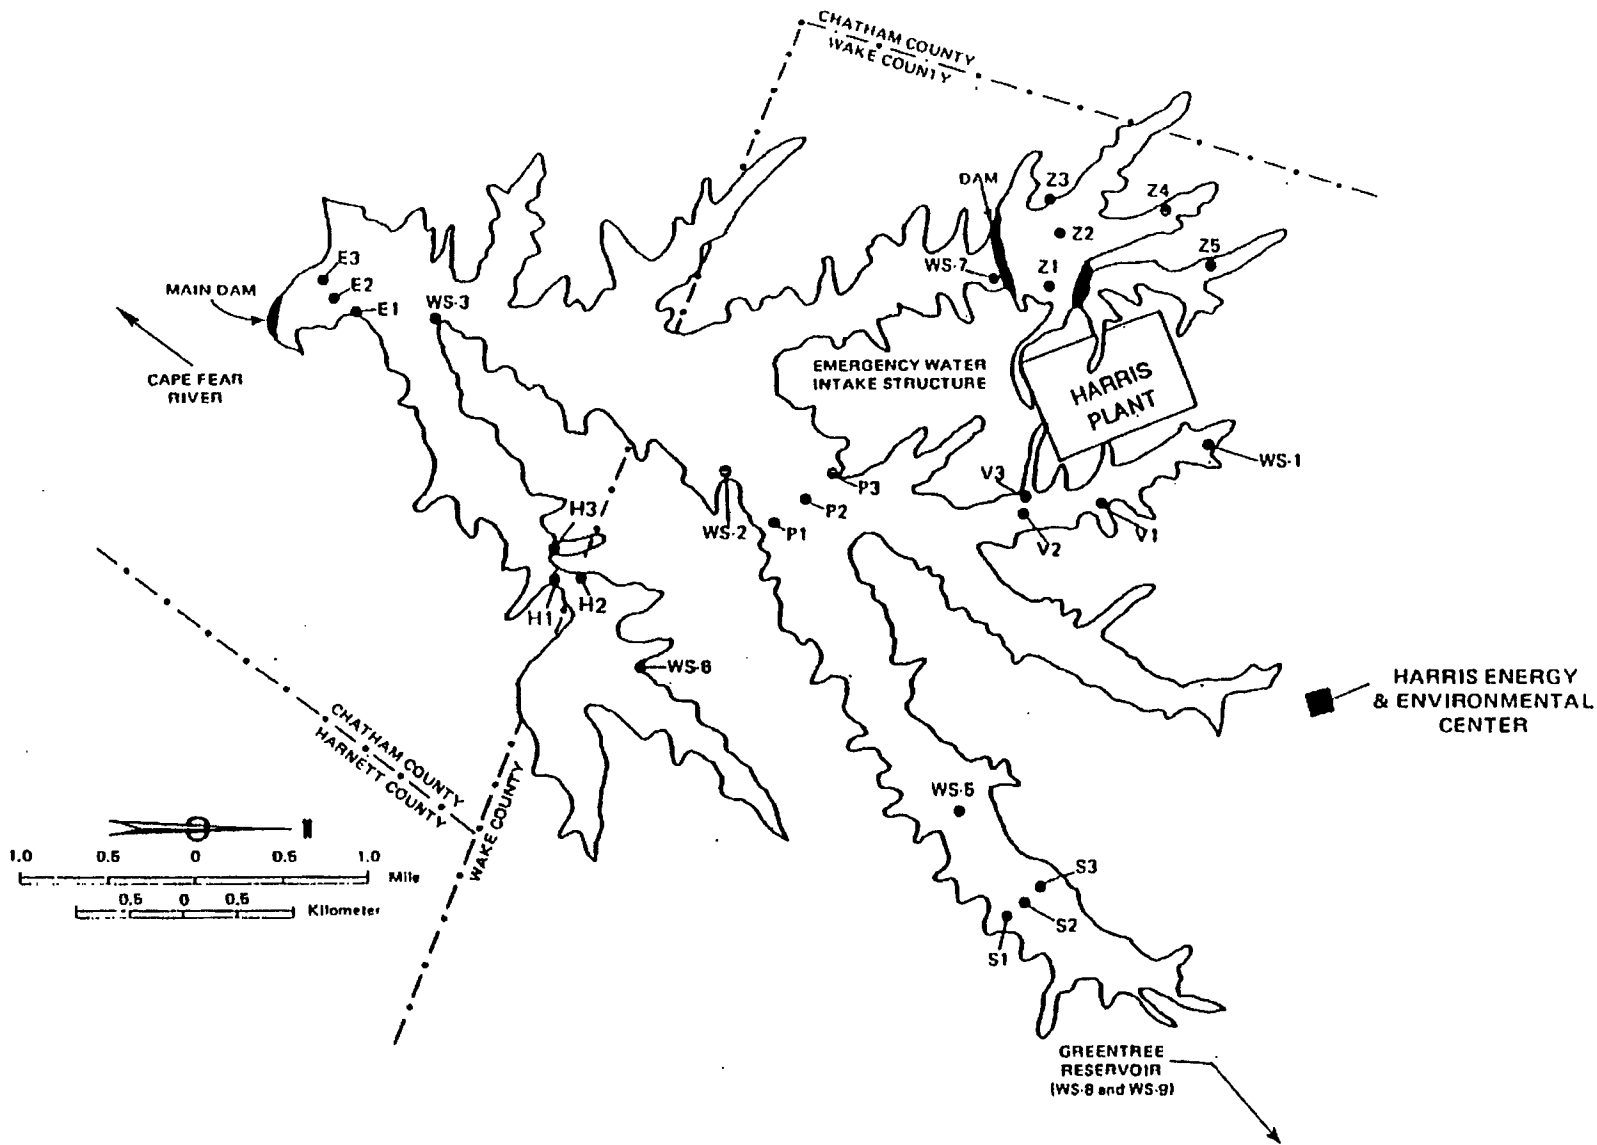 CHATHAM COUNTY
WAKE COUNTY
DAM
Z3
Z4
Z2
Z5
WS-7
Z1
E3
E2
E1
MAIN DAM
WS-3
CAPE FEAR
RIVER
EMERGENCY WATER
INTAKE STRUCTURE
HARRIS
PLANT
WS-1
V3
P3
P2
P1
WS-2
H3
V2
V1
H1
H2
WS-6
HARRIS ENERGY
& ENVIRONMENTAL
CENTER
CHATHAM COUNTY
HARNETT COUNTY
WAKE COUNTY
WS-5
S3
S2
S1
N
1.0 0.5 0 0.5 1.0
Mile
0.5 0 0.5
Kilometer
GREENTREE
RESERVOIR
(WS-8 and WS-9)